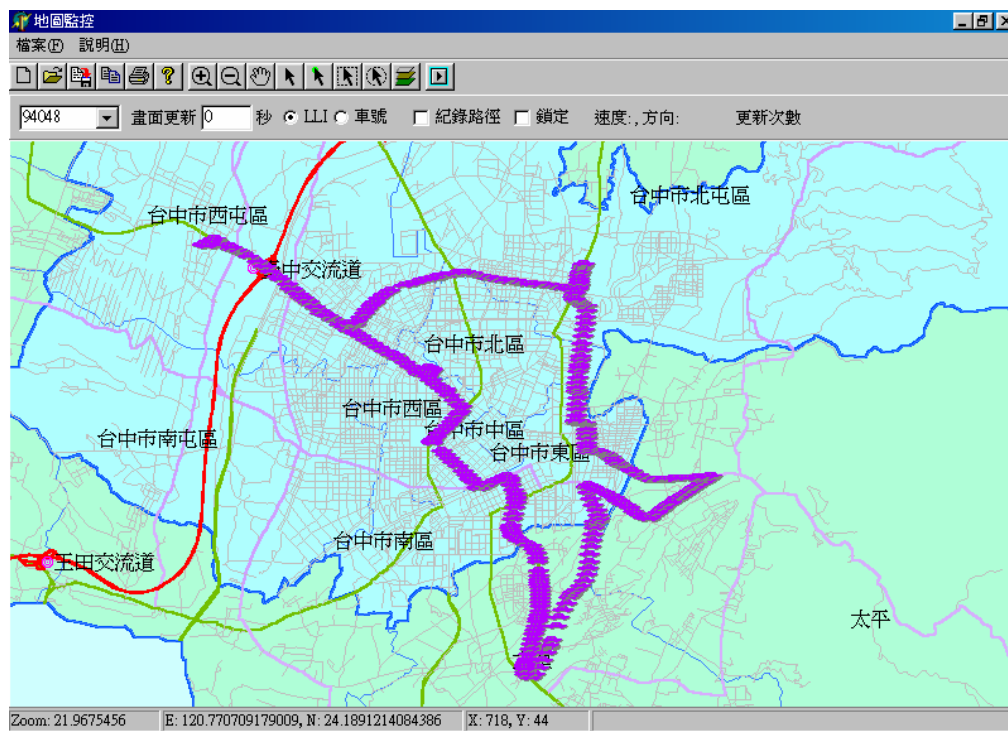 地圖監控
檔案(F) 說明(H)
94048 畫面更新 0 秒 LLI 車號 紀錄路徑 鎖定 速度:,方向: 更新次數
台中市北屯區
台中市西屯區
中交流道
台中市北區
台中市西區
台中市中區
台中市南屯區
台中市東區
台中市南區
王田交流道
太平
Zoom: 21.9675456 E: 120.770709179009, N: 24.1891214084386 X: 718, Y: 44